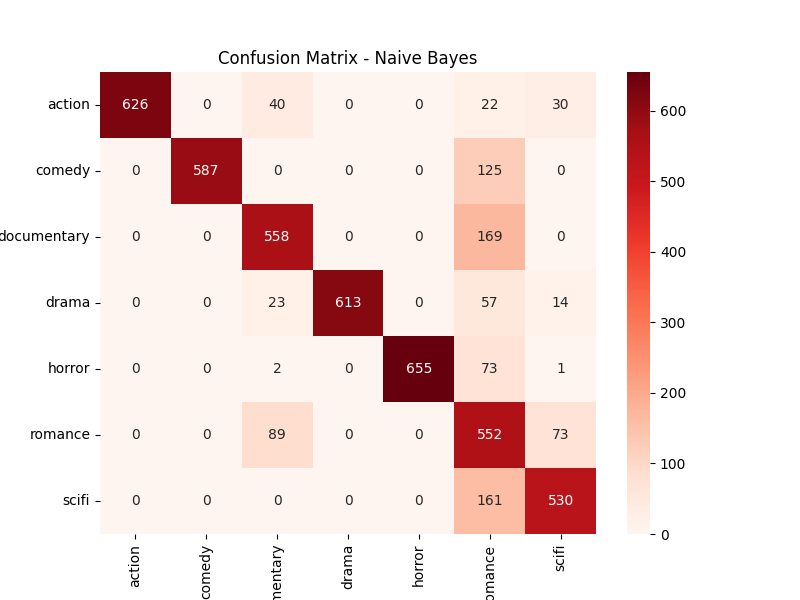 Confusion Matrix - Naive Bayes
action 626 0 40 0 0 22 30
comedy 0 587 0 0 0 125 0
documentary 0 0 558 0 0 169 0
drama 0 0 23 613 0 57 14
horror 0 0 2 0 655 73 1
romance 0 0 89 0 0 552 73
scifi 0 0 0 0 0 161 530
action
comedy
mentary
drama
horror
omance
scifi
600
500
400
300
200
100
0